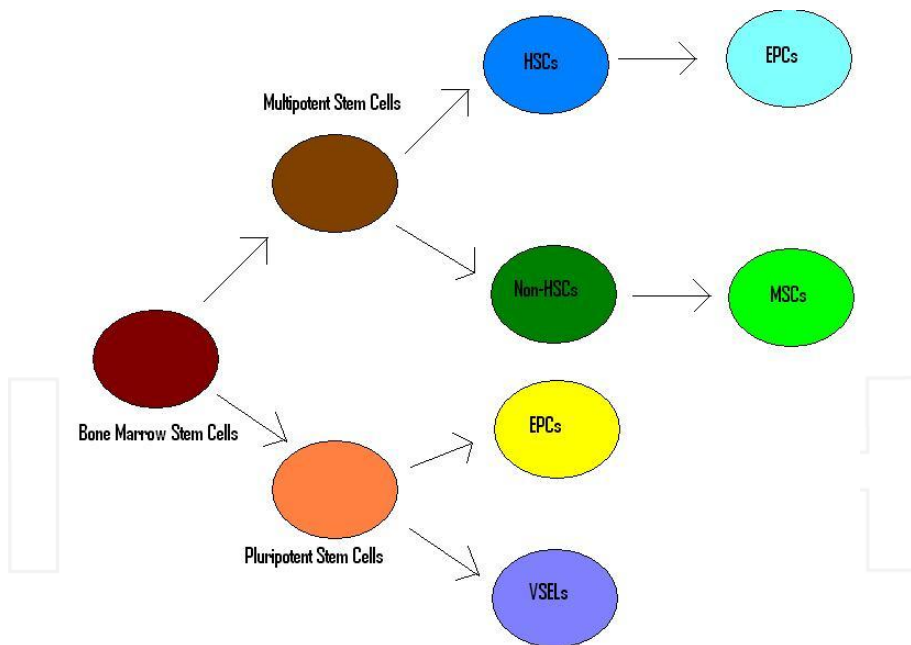 HSCs
EPCs
Multipotent Stem Cells
Non-HSCs
MSCs
Bone Marrow Stem Cells
EPCs
Pluripotent Stem Cells
VSELs